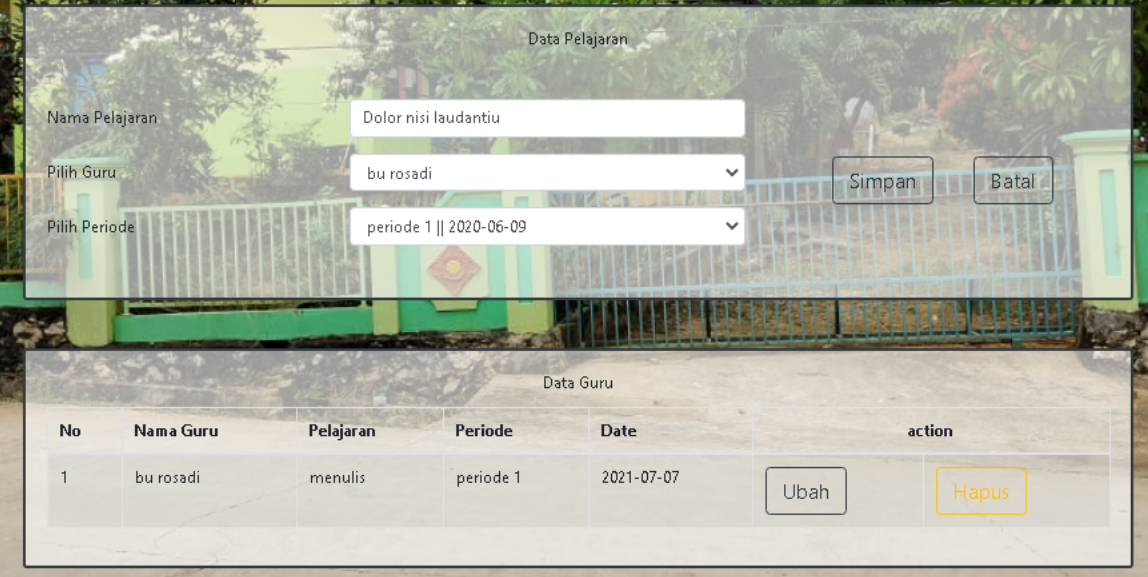 Data Pelajaran
Nama Pelajaran Dolor nisi laudantiu
Pilih Guru bu rosadi Simpan Batal
Pilih Periode periode 1 || 2020-06-09
Data Guru
No Nama Guru Pelajaran Periode Date action
1 bu rosadi menulis periode 1 2021-07-07 Ubah Hapus